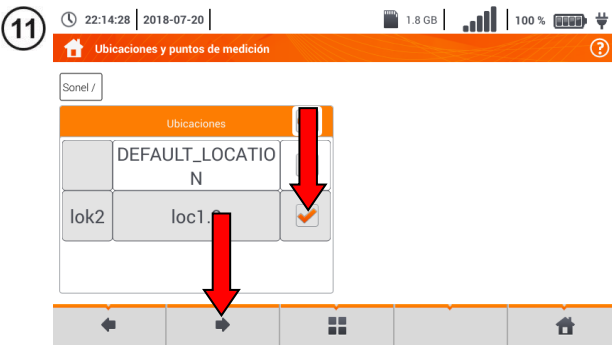 11
22:14:28 2018-07-20 1.8 GB 100 %
Ubicaciones y puntos de medición ?
Sonel /
Ubicaciones
DEFAULT_LOCATIO
N
lok2